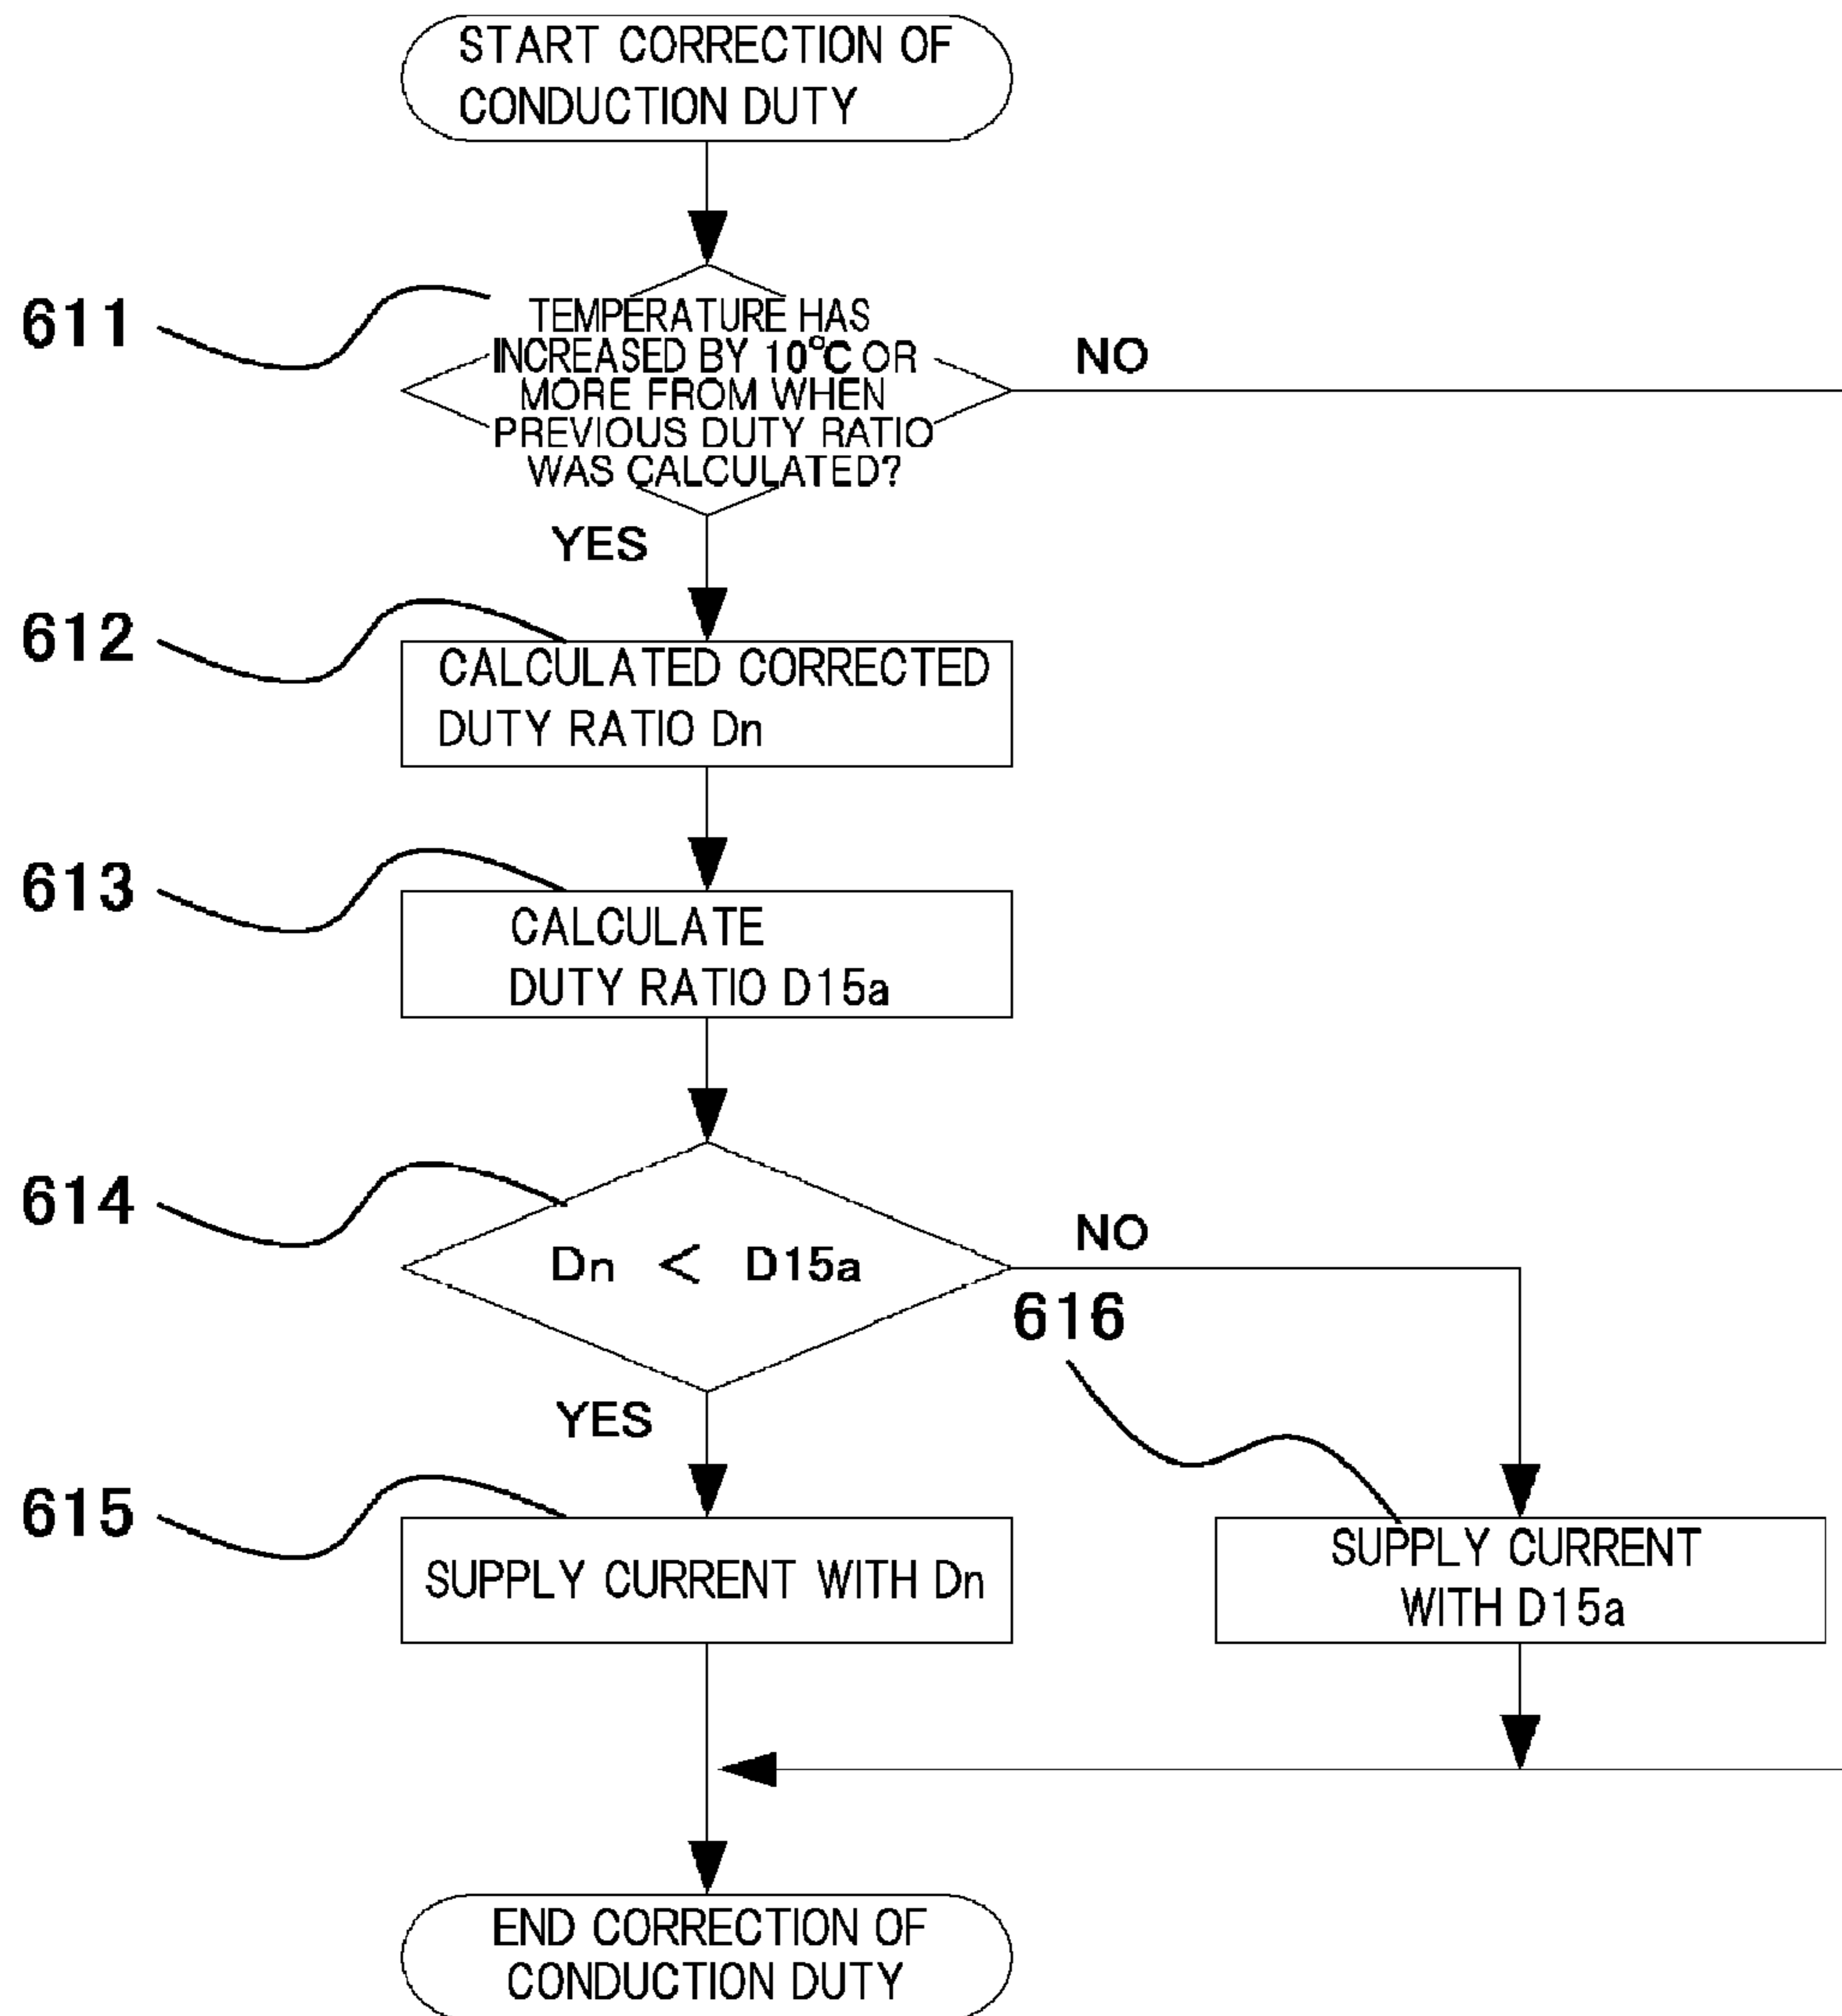 START CORRECTION OF
CONDUCTION DUTY
611
TEMPERATURE HAS
INCREASED BY 10°C OR
MORE FROM WHEN
PREVIOUS DUTY RATIO
WAS CALCULATED?
NO
YES
612
CALCULATED CORRECTED
DUTY RATIO Dn
613
CALCULATE
DUTY RATIO D15a
614
Dn < D15a
NO
616
YES
615
SUPPLY CURRENT WITH Dn
SUPPLY CURRENT
WITH D15a
END CORRECTION OF
CONDUCTION DUTY